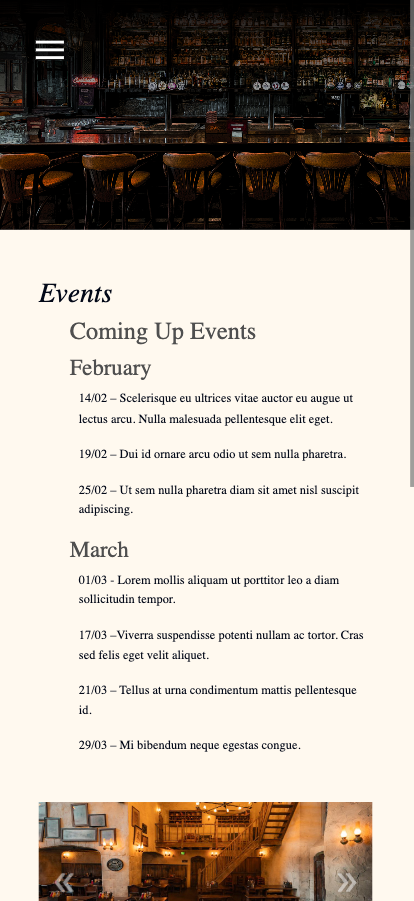 Events
Coming Up Events
February
14/02 – Scelerisque eu ultrices vitae auctor eu augue ut
lectus arcu. Nulla malesuada pellentesque elit eget.
19/02 – Dui id ornare arcu odio ut sem nulla pharetra.
25/02 – Ut sem nulla pharetra diam sit amet nisl suscipit
adipiscing.
March
01/03 - Lorem mollis aliquam ut porttitor leo a diam
sollicitudin tempor.
17/03 –Viverra suspendisse potenti nullam ac tortor. Cras
sed felis eget velit aliquet.
21/03 – Tellus at urna condimentum mattis pellentesque
id.
29/03 – Mi bibendum neque egestas congue.